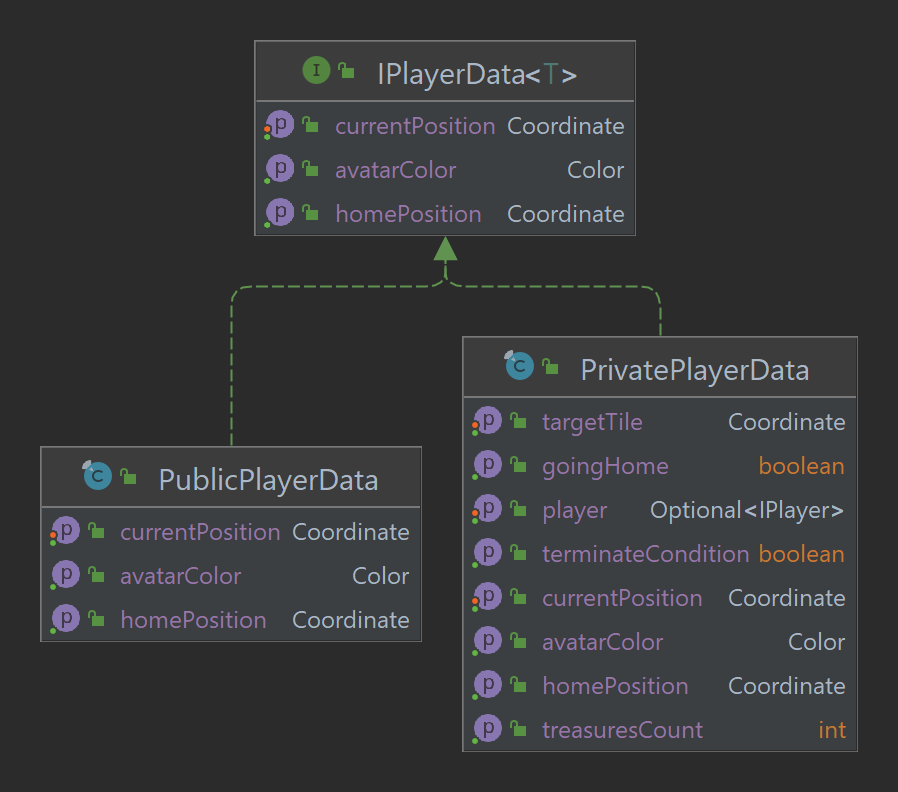 I IPlayerData<T>
p currentPosition Coordinate
p avatarColor Color
p homePosition Coordinate
C PrivatePlayerData
p targetTile Coordinate
p goingHome boolean
p player Optional<IPlayer>
p terminateCondition boolean
p currentPosition Coordinate
p avatarColor Color
p homePosition Coordinate
p treasuresCount int
C PublicPlayerData
p currentPosition Coordinate
p avatarColor Color
p homePosition Coordinate